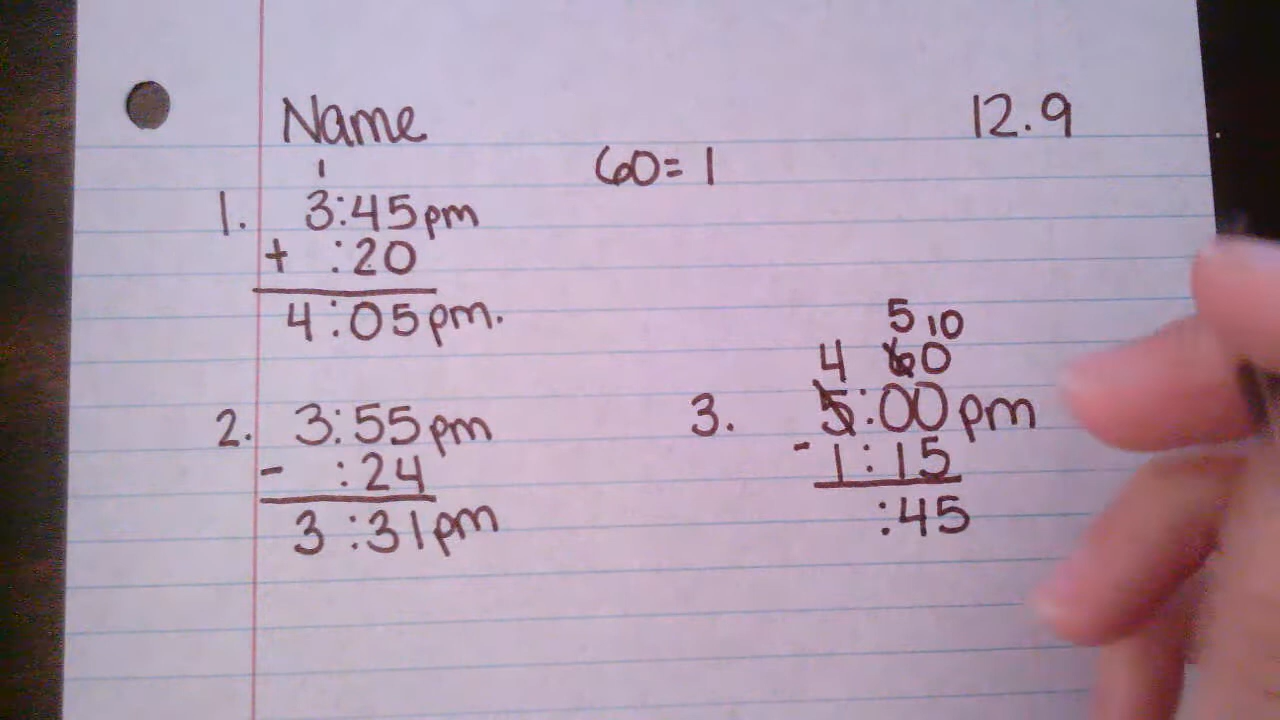 Name
12.9
60=1
1
1. 3:45pm
+ :20
4:05pm.
2. 3:55pm
- :24
3:31pm
5 10
4 60
3. 5:00pm
- 1:15
:45